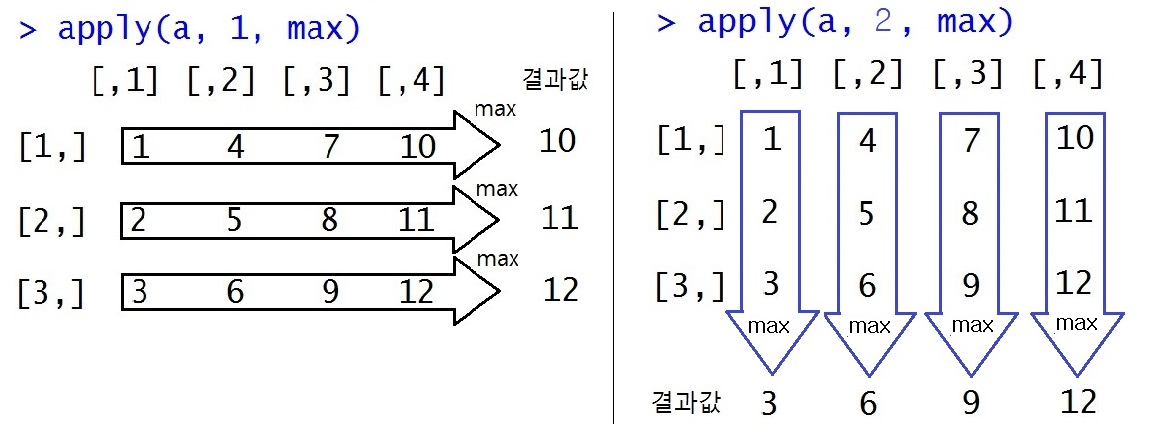 > apply(a, 1, max)
[,1] [,2] [,3] [,4] 결과값
max
[1,] 1 4 7 10 10
max
[2,] 2 5 8 11 11
max
[3,] 3 6 9 12 12
> apply(a, 2, max)
[,1] [,2] [,3] [,4]
[1,] 1 4 7 10
[2,] 2 5 8 11
[3,] 3 6 9 12
max max max max
결과값 3 6 9 12